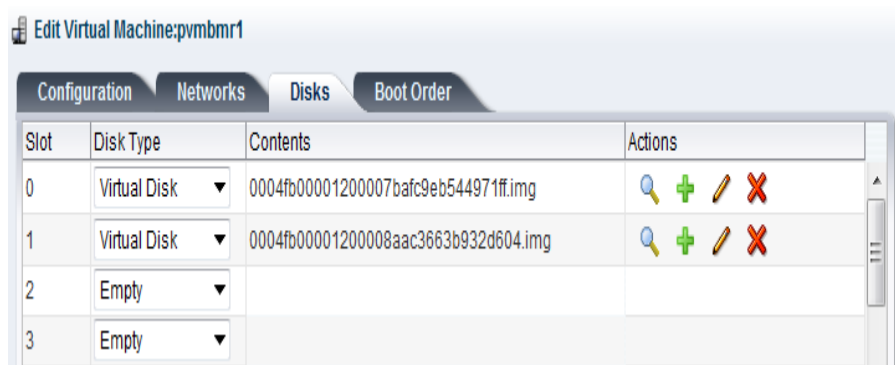 Edit Virtual Machine:pvmbmr1
Configuration Networks Disks Boot Order
Slot Disk Type Contents Actions
0 Virtual Disk 0004fb00001200007bafc9eb544971ff.img
1 Virtual Disk 0004fb00001200008aac3663b932d604.img
2 Empty
3 Empty